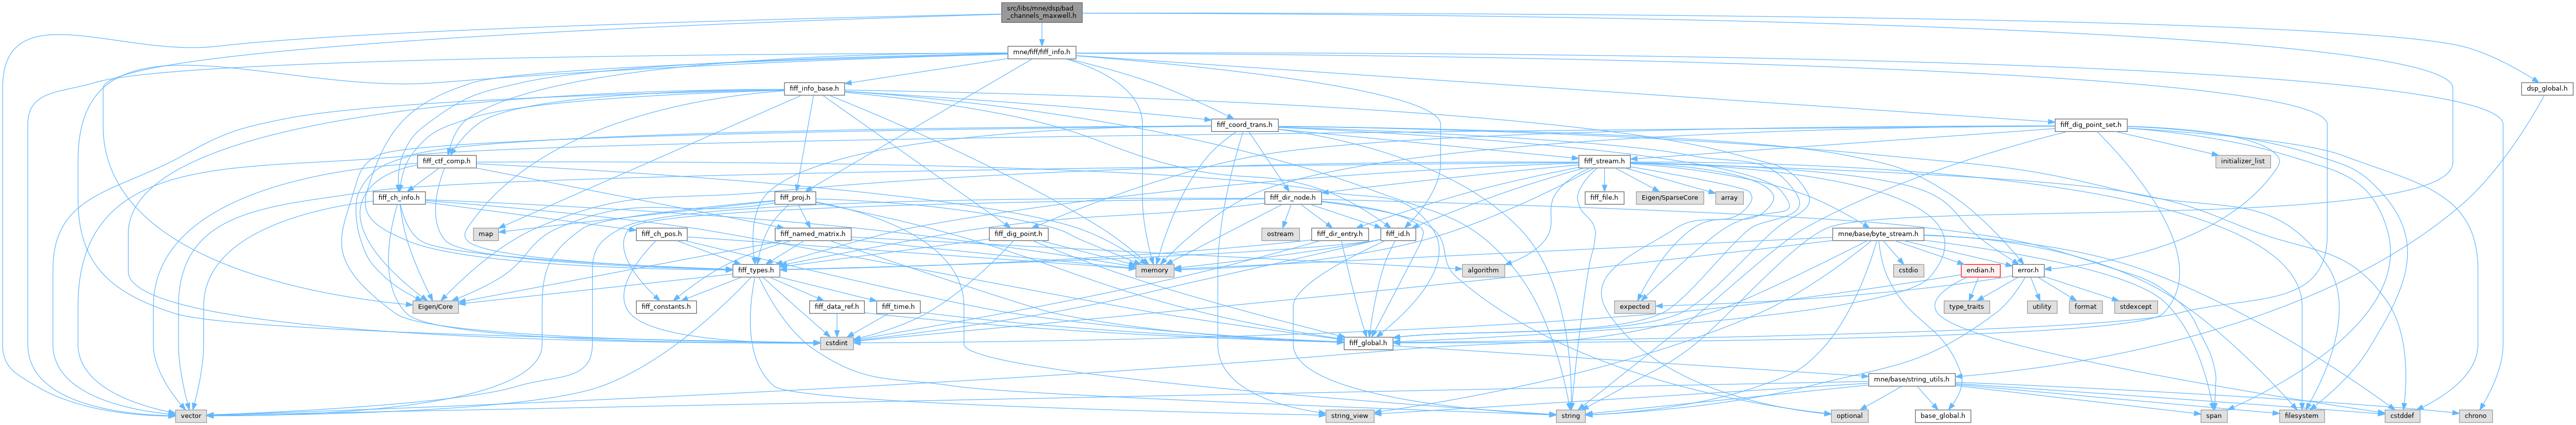 src/libs/mne/dsp/bad
_channels_maxwell.h
mne/fiff/fiff_info.h
fiff_info_base.h
dsp_global.h
fiff_coord_trans.h
fiff_dig_point_set.h
fiff_ctf_comp.h
fiff_stream.h
initializer_list
fiff_ch_info.h
fiff_proj.h
fiff_dir_node.h
fiff_file.h
Eigen/SparseCore
array
map
fiff_ch_pos.h
fiff_named_matrix.h
fiff_dig_point.h
ostream
fiff_dir_entry.h
fiff_id.h
mne/base/byte_stream.h
fiff_types.h
memory
algorithm
cstdio
endian.h
error.h
Eigen/Core
fiff_constants.h
fiff_data_ref.h
fiff_time.h
expected
type_traits
utility
format
stdexcept
cstdint
fiff_global.h
mne/base/string_utils.h
vector
string_view
string
optional
base_global.h
span
filesystem
cstddef
chrono